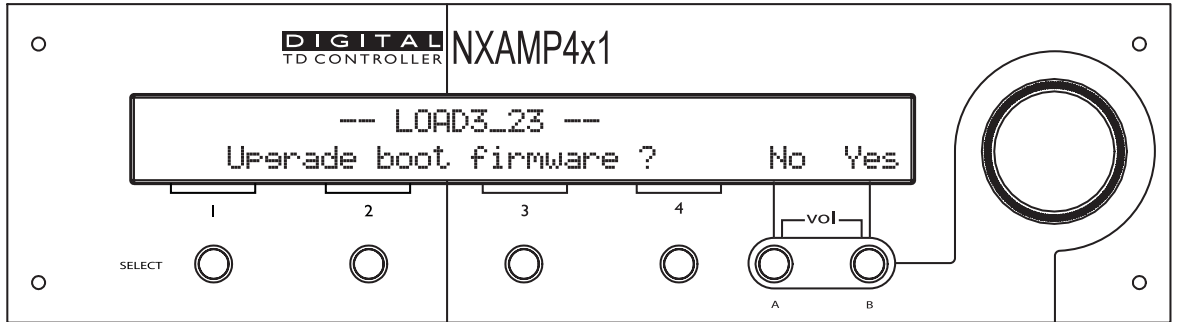 DIGITAL
TD CONTROLLER
NXAMP4x1
-- LOAD3_23 --
Upgrade boot firmware ? No Yes
1 2 3 4
vol
SELECT
A B